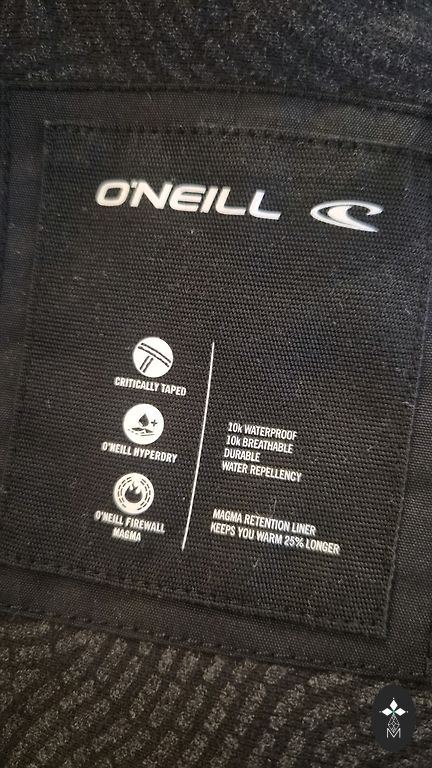 O'NEILL
CRITICALLY TAPED
O'NEILL HYPERDRY
O'NEILL FIREWALL
MAGMA
10k WATERPROOF
10k BREATHABLE
DURABLE
WATER REPELLENCY
MAGMA RETENTION LINER
KEEPS YOU WARM 25% LONGER
M